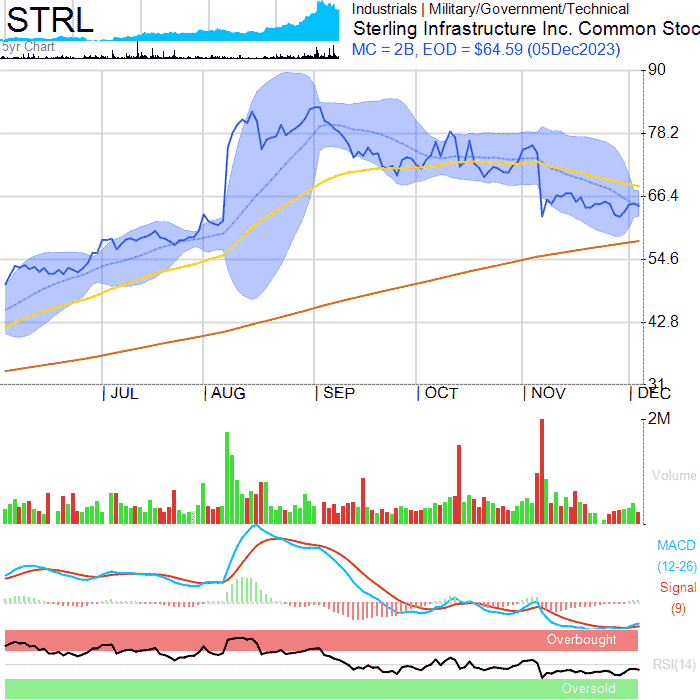 STRL
5yr Chart
Industrials | Military/Government/Technical
Sterling Infrastructure Inc. Common Stoc
MC = 2B, EOD = $64.59 (05Dec2023)
90
78.2
66.4
54.6
42.8
31
JUL
AUG
SEP
OCT
NOV
DEC
2M
Volume
MACD
(12-26)
Signal
(9)
Overbought
RSI(14)
Oversold